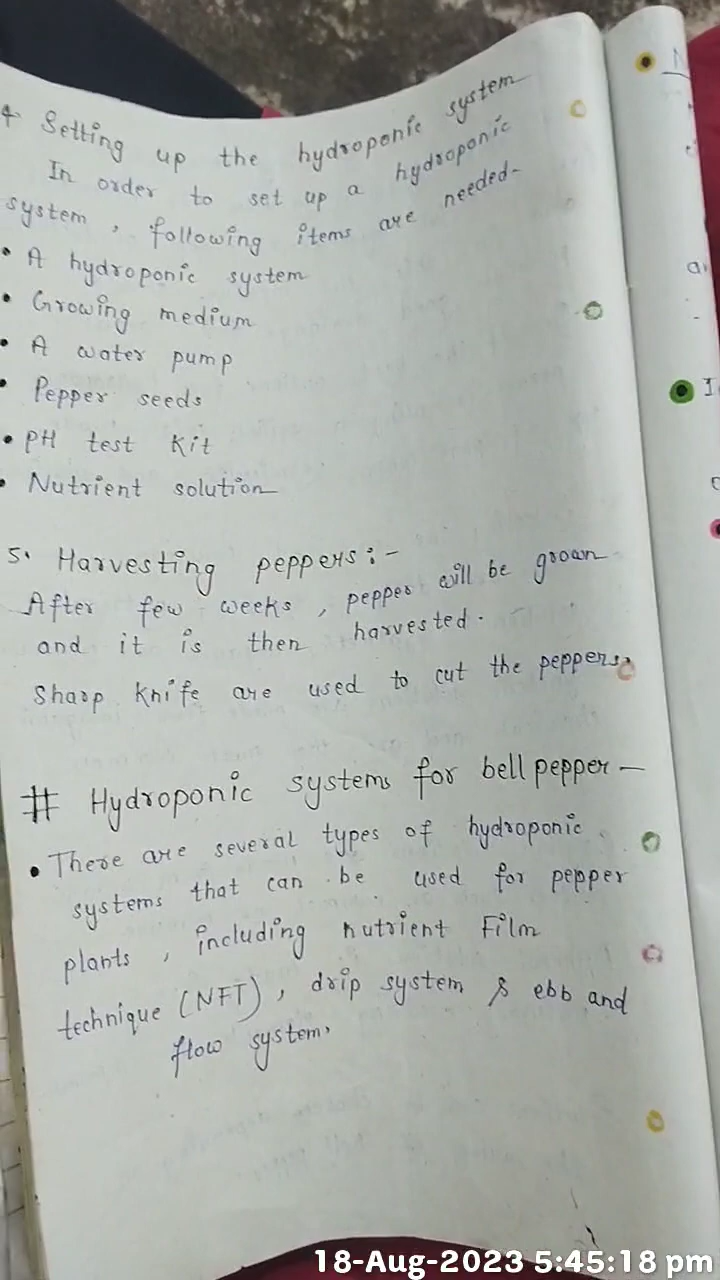 4 Setting up the hydroponic system
In order to set up a hydroponic
system, following items are needed-
• A hydroponic system
• Growing medium
• A water pump
• Pepper seeds
• PH test kit
• Nutrient solution
5. Harvesting peppers:-
After few weeks, pepper will be grown
and it is then harvested.
Sharp knife are used to cut the peppers.
# Hydroponic systems for bell pepper-
• There are several types of hydroponic
systems that can be used for pepper
plants, including nutrient Film
technique (NFT), drip system & ebb and
flow system.
18-Aug-2023 5:45:18 pm